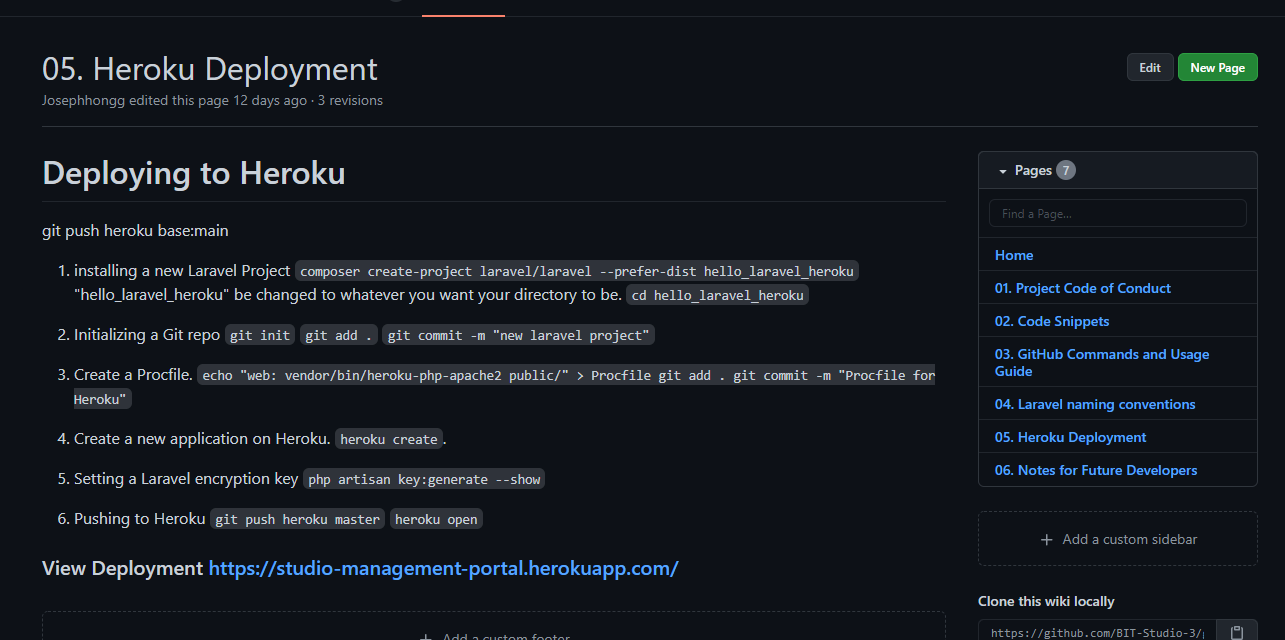 05. Heroku Deployment
Edit
New Page
Josephhongg edited this page 12 days ago · 3 revisions
Deploying to Heroku
git push heroku base:main
1. installing a new Laravel Project composer create-project laravel/laravel --prefer-dist hello_laravel_heroku
"hello_laravel_heroku" be changed to whatever you want your directory to be. cd hello_laravel_heroku
2. Initializing a Git repo git init git add . git commit -m "new laravel project"
3. Create a Procfile. echo "web: vendor/bin/heroku-php-apache2 public/" > Procfile git add . git commit -m "Procfile for
Heroku"
4. Create a new application on Heroku. heroku create.
5. Setting a Laravel encryption key php artisan key:generate --show
6. Pushing to Heroku git push heroku master heroku open
View Deployment https://studio-management-portal.herokuapp.com/
Add a custom footer
Pages 7
Find a Page...
Home
01. Project Code of Conduct
02. Code Snippets
03. GitHub Commands and Usage
Guide
04. Laravel naming conventions
05. Heroku Deployment
06. Notes for Future Developers
Add a custom sidebar
Clone this wiki locally
https://github.com/BIT-Studio-3/